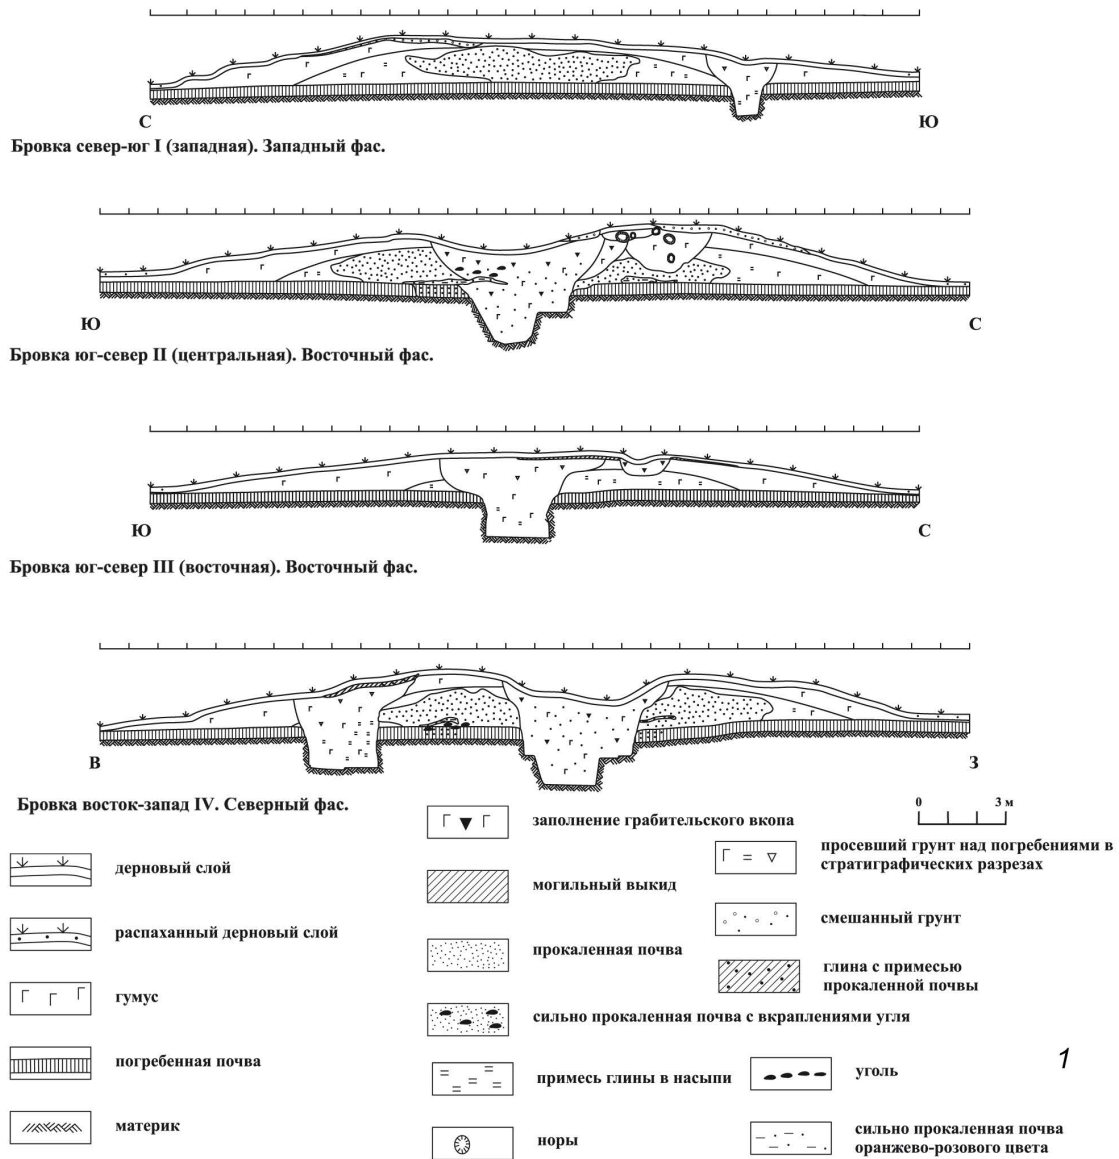 С
Ю
Бровка север-юг I (западная). Западный фас.
Ю
С
Бровка юг-север II (центральная). Восточный фас.
Ю
С
Бровка юг-север III (восточная). Восточный фас.
В
З
Бровка восток-запад IV. Северный фас.
0
3 м
дерновый слой
распаханный дерновый слой
гумус
погребенная почва
материк
заполнение грабительского вкопа
могильный выкид
прокаленная почва
сильно прокаленная почва с вкраплениями угля
примесь глины в насыпи
норы
просевший грунт над погребениями в
стратиграфических разрезах
смешанный грунт
глина с примесью
прокаленной почвы
уголь
сильно прокаленная почва
оранжево-розового цвета
1